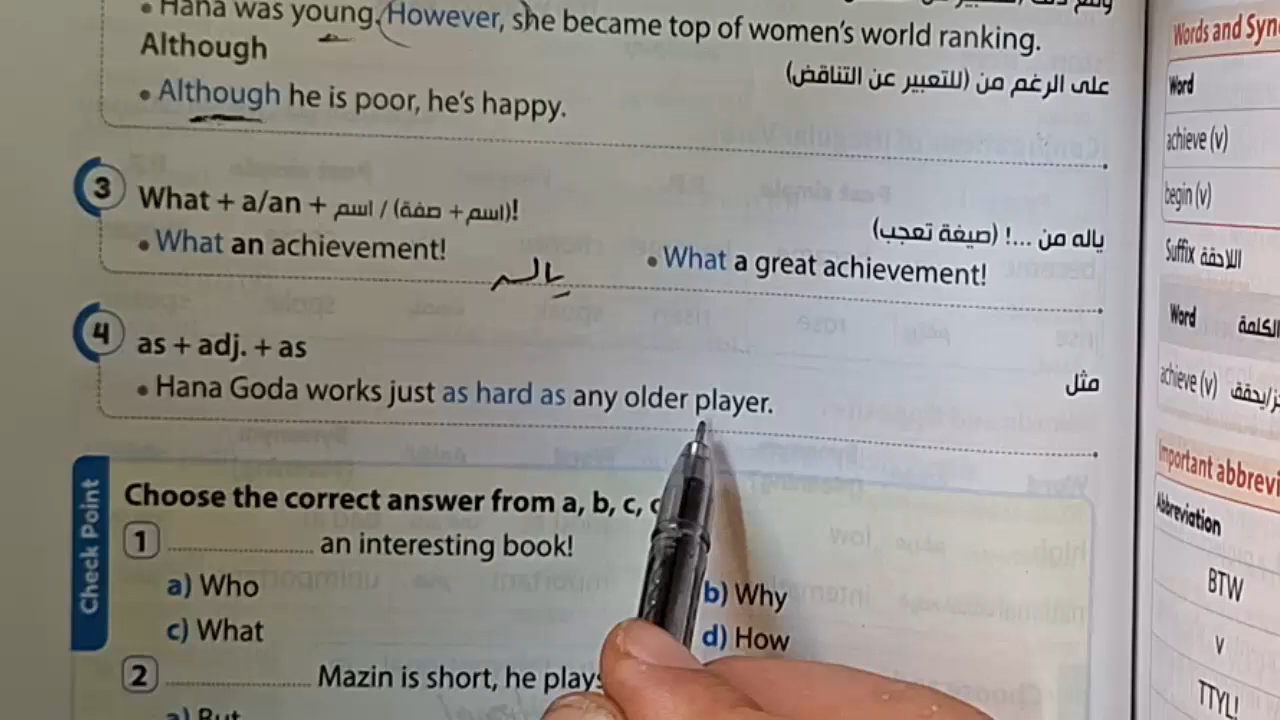 • Hana was young. However, she became top of women's world ranking.
Although
على الرغم من (للتعبير عن التناقض)
• Although he is poor, he's happy.
3 What + a/an + اسم / (اسم + صفة)!
ياله من ...! (صيغة تعجب)
• What an achievement!
• What a great achievement!
4 as + adj. + as
مثل
• Hana Goda works just as hard as any older player.
Check Point
Choose the correct answer from a, b, c,
1 .......................... an interesting book!
a) Who
b) Why
c) What
d) How
2 .......................... Mazin is short, he plays
a) But
Words and Syn
Word
achieve (v)
begin (v)
Suffix اللاحقة
Word الكلمة
achieve (v)
Important abbrevi
Abbreviation
BTW
V
TTYL!